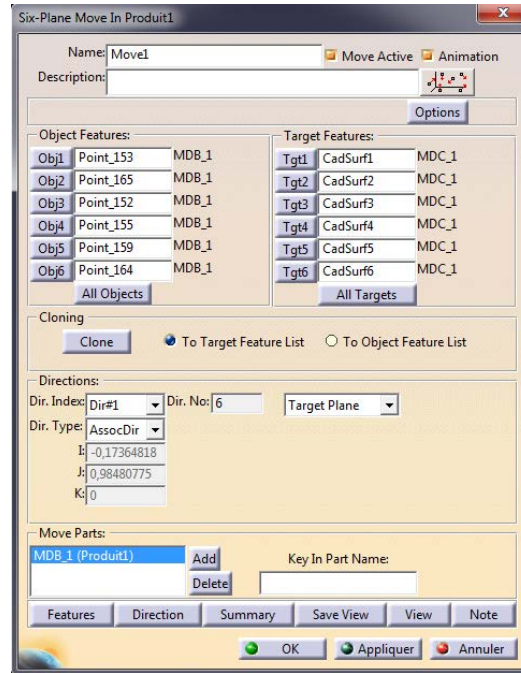 Six-Plane Move In Produit1
Name: Move1 Move Active Animation
Description:
Options
Object Features: Target Features:
Obj1 Point_153 MDB_1 Tgt1 CadSurf1 MDC_1
Obj2 Point_165 MDB_1 Tgt2 CadSurf2 MDC_1
Obj3 Point_152 MDB_1 Tgt3 CadSurf3 MDC_1
Obj4 Point_155 MDB_1 Tgt4 CadSurf4 MDC_1
Obj5 Point_159 MDB_1 Tgt5 CadSurf5 MDC_1
Obj6 Point_164 MDB_1 Tgt6 CadSurf6 MDC_1
All Objects All Targets
Cloning
Clone To Target Feature List To Object Feature List
Directions:
Dir. Index: Dir#1 Dir. No: 6 Target Plane
Dir. Type: AssocDir
I: -0,17364818
J: 0,98480775
K: 0
Move Parts:
MDB_1 (Produit1) Add Key In Part Name:
Delete
Features Direction Summary Save View View Note
OK Appliquer Annuler